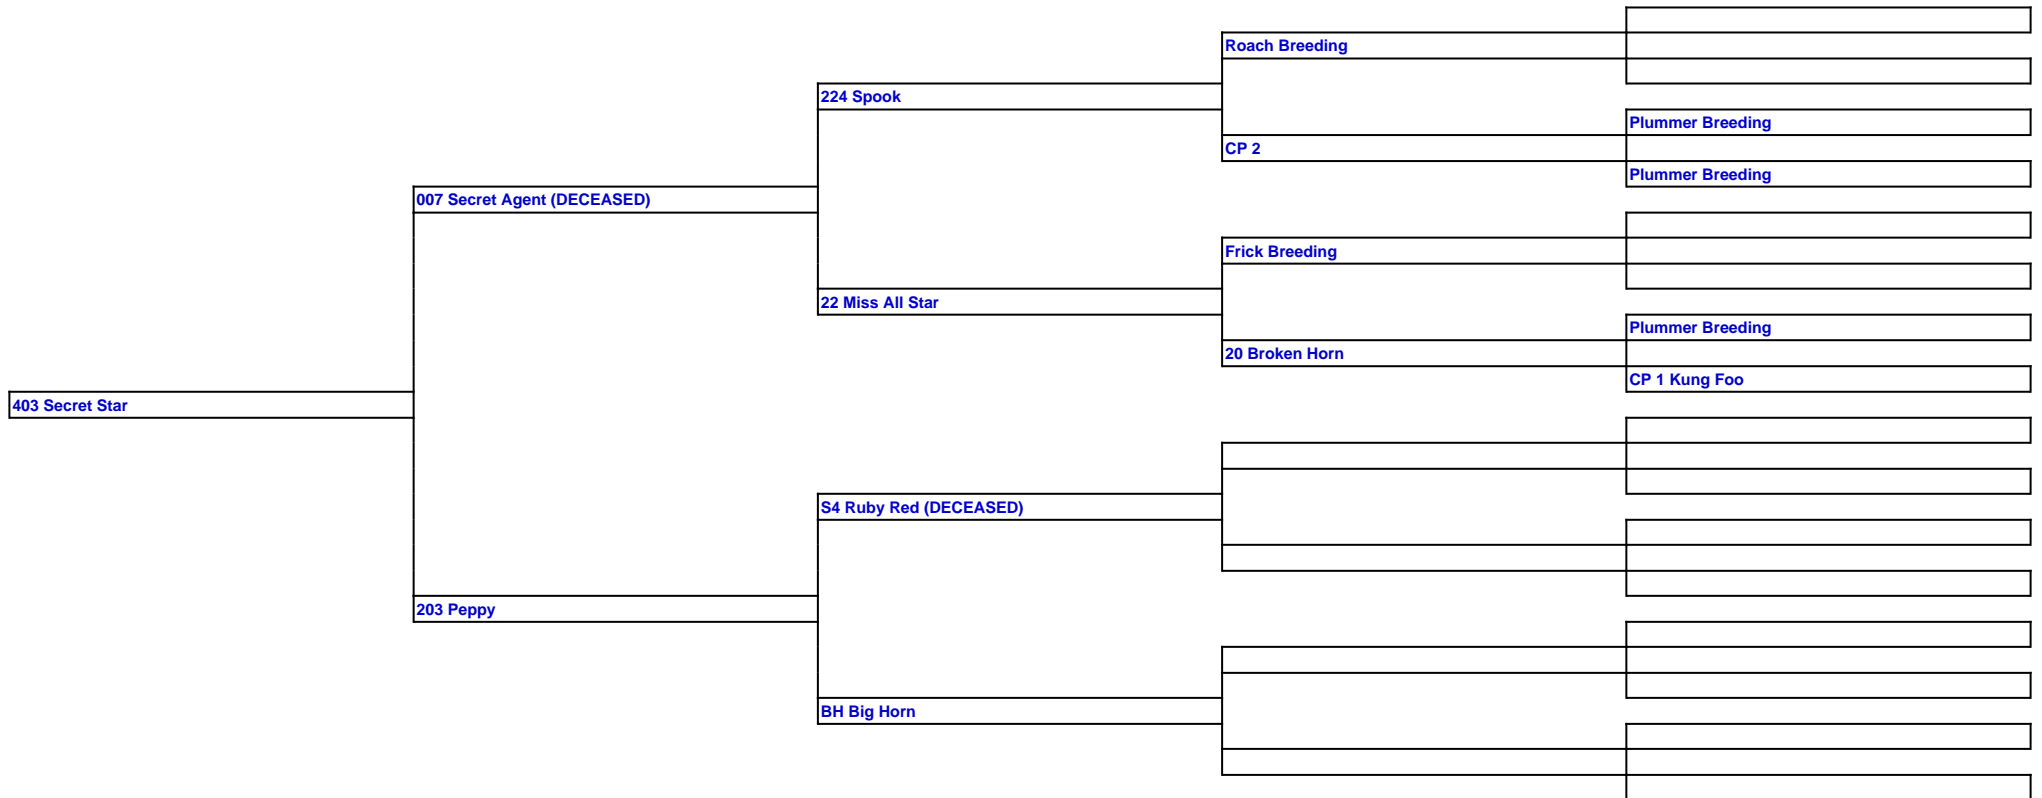 Roach Breeding
224 Spook
Plummer Breeding
CP 2
Plummer Breeding
007 Secret Agent (DECEASED)
Frick Breeding
22 Miss All Star
Plummer Breeding
20 Broken Horn
CP 1 Kung Foo
403 Secret Star
S4 Ruby Red (DECEASED)
203 Peppy
BH Big Horn